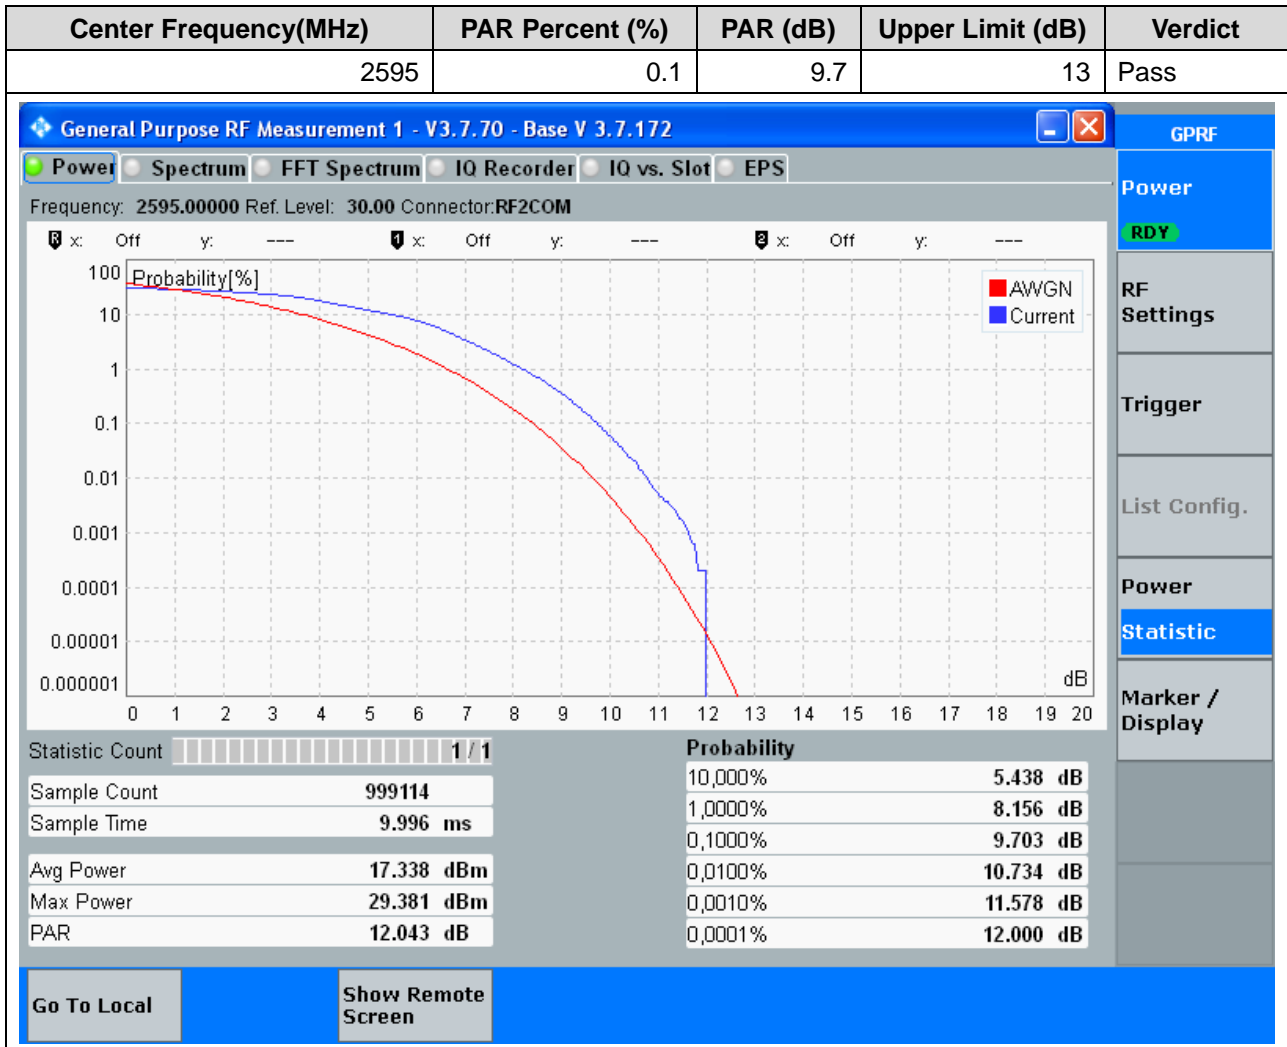 Center Frequency(MHz) PAR Percent (%) PAR (dB) Upper Limit (dB) Verdict
2595 0.1 9.7 13 Pass
General Purpose RF Measurement 1 - V3.7.70 - Base V 3.7.172
GPRF
Power Spectrum FFT Spectrum IQ Recorder IQ vs. Slot EPS
Power
RDY
Frequency: 2595.00000 Ref. Level: 30.00 Connector:RF2COM
R x: Off y: --- 1 x: Off y: --- 2 x: Off y: ---
Probability[%]
100
10
1
0.1
0.01
0.001
0.0001
0.00001
0.000001
AWGN
Current
dB
0 1 2 3 4 5 6 7 8 9 10 11 12 13 14 15 16 17 18 19 20
RF
Settings
Trigger
List Config.
Power
Statistic
Marker /
Display
Statistic Count 1 / 1
Sample Count 999114
Sample Time 9.996 ms
Avg Power 17.338 dBm
Max Power 29.381 dBm
PAR 12.043 dB
Probability
10,000% 5.438 dB
1,0000% 8.156 dB
0,1000% 9.703 dB
0,0100% 10.734 dB
0,0010% 11.578 dB
0,0001% 12.000 dB
Go To Local
Show Remote
Screen